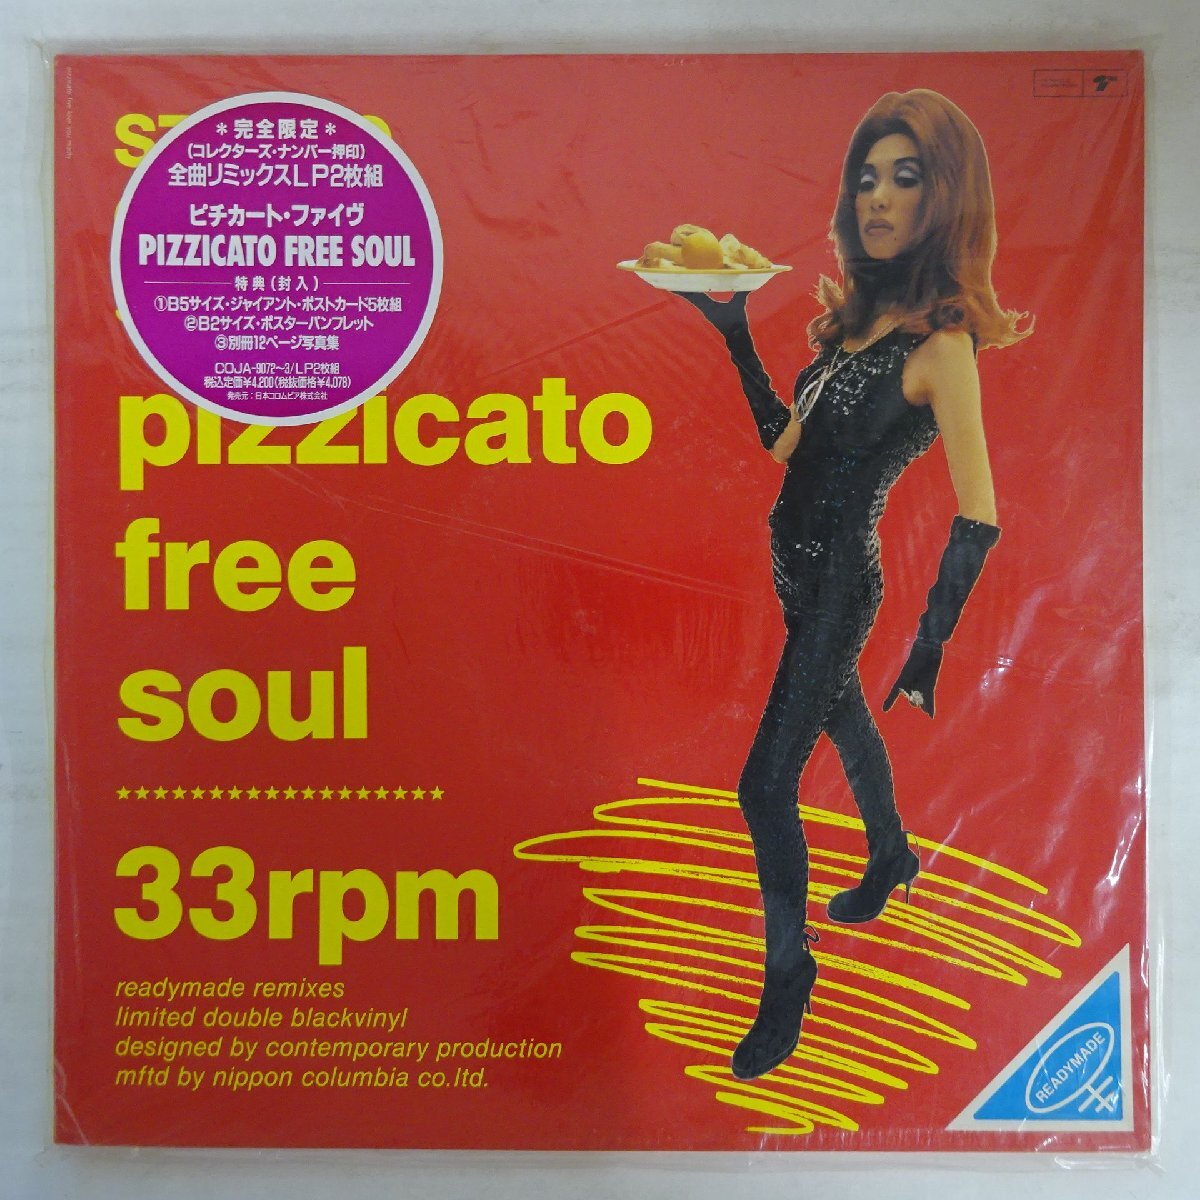 *完全限定*
(コレクターズ・ナンバー押印)
全曲リミックスLP2枚組
ピチカート・ファイヴ
PIZZICATO FREE SOUL
特典(封入)
①B5サイズ・ジャイアント・ポストカード5枚組
②B2サイズ・ポスターパンフレット
③別冊12ページ写真集
COJA-9072~3/LP2枚組
税込定価¥4,200(税抜価格¥4,078)
発売元:日本コロムビア株式会社
pizzicato
free
soul
★★★★★★★★★★★★★★★★★★
33rpm
readymade remixes
limited double blackvinyl
designed by contemporary production
mftd by nippon columbia co.ltd.
READYMADE